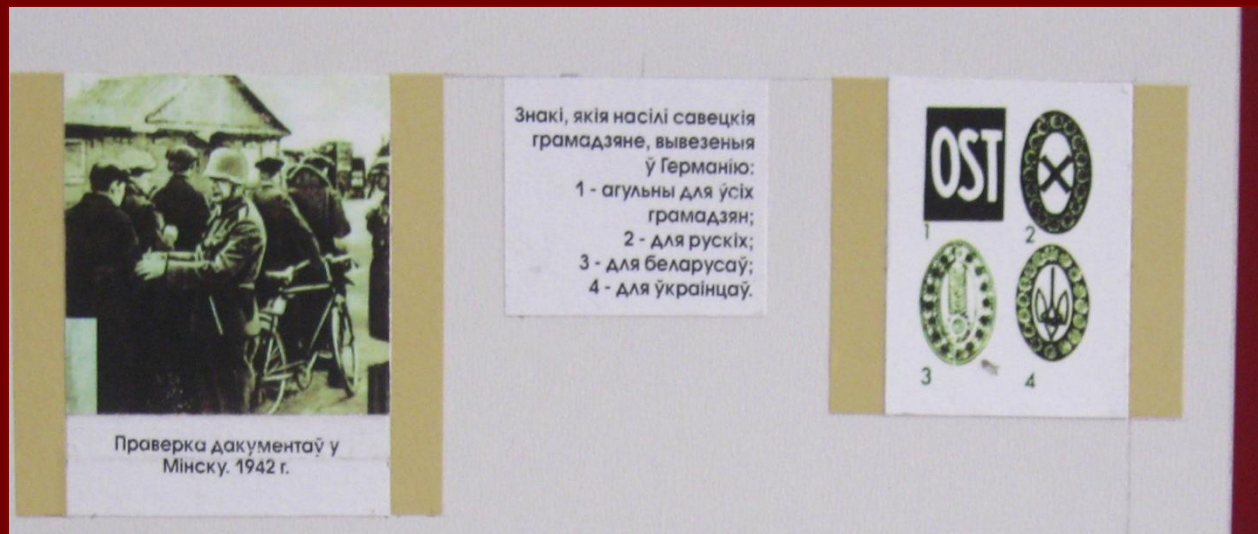 Праверка дакументаў у
Мінску. 1942 г.
Знакі, якія насілі савецкія
грамадзяне, вывезеныя
ў Германію:
1 - агульны для ўсіх
грамадзян;
2 - для рускіх;
3 - для беларусаў;
4 - для ўкраінцаў.
OST
1
2
3
4